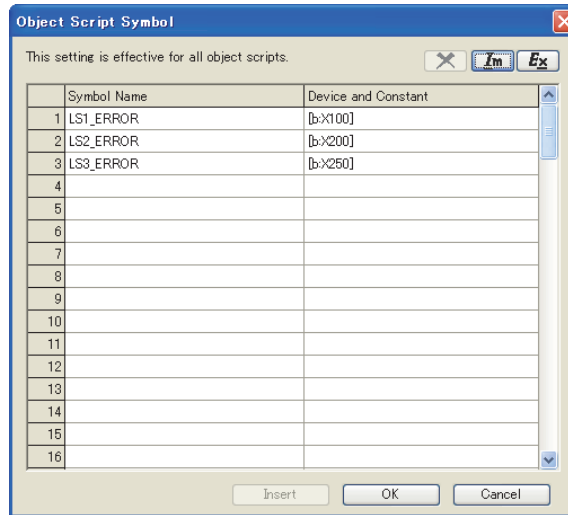 Object Script Symbol
This setting is effective for all object scripts.
Im Ex
Symbol Name Device and Constant
1 LS1_ERROR [b:X100]
2 LS2_ERROR [b:X200]
3 LS3_ERROR [b:X250]
4
5
6
7
8
9
10
11
12
13
14
15
16
Insert OK Cancel